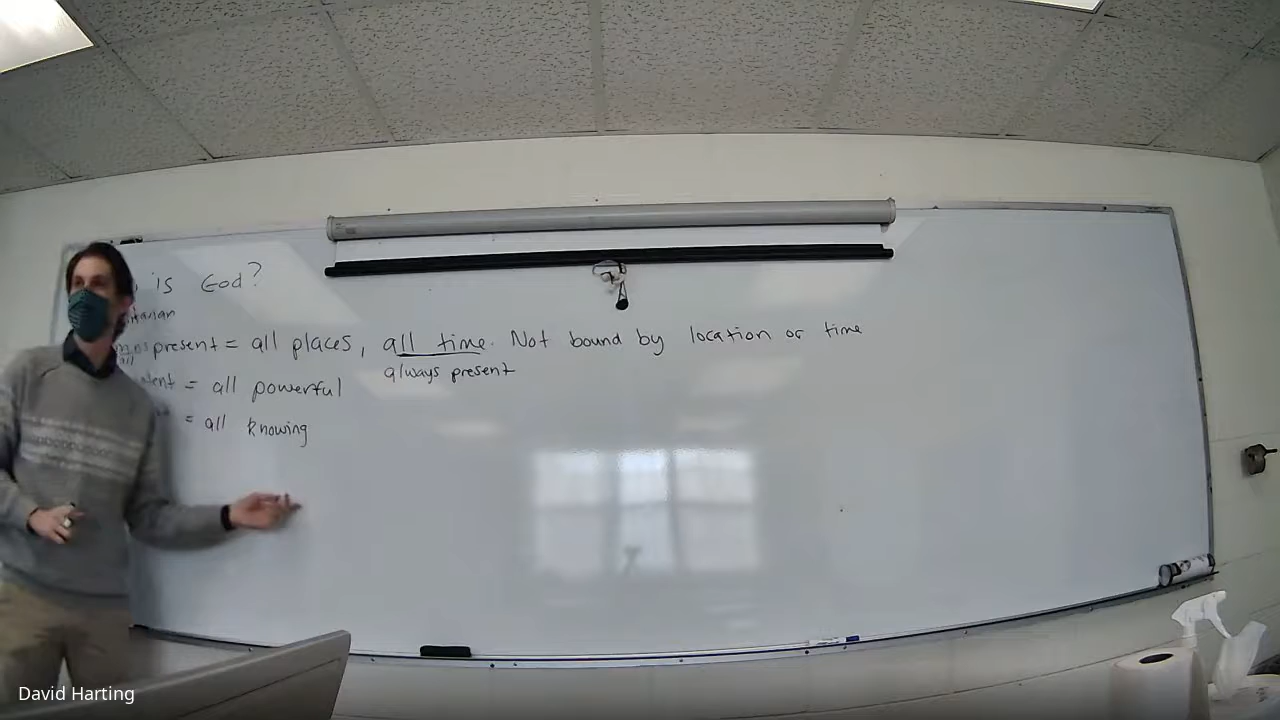 is God?
present = all places, all time. Not bound by location or time
always present
= all powerful
= all knowing
David Harting